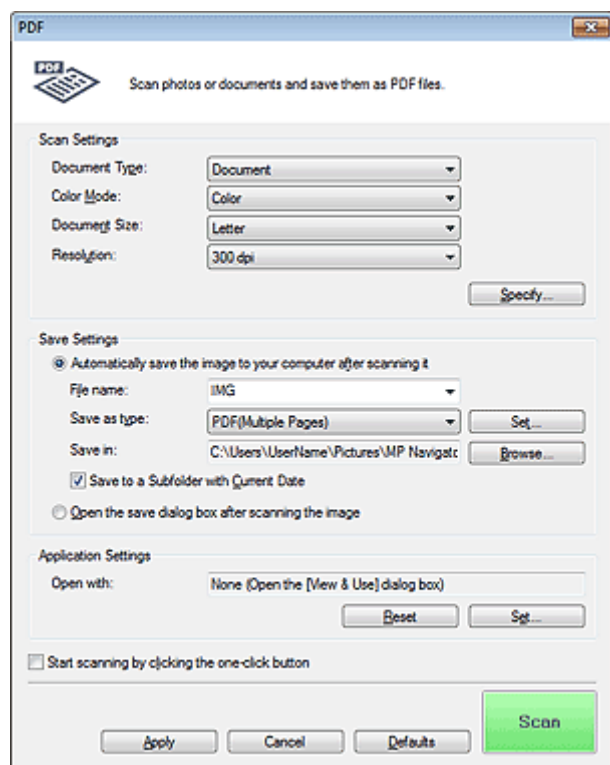 PDF
PDF
Scan photos or documents and save them as PDF files.
Scan Settings
Document Type: Document
Color Mode: Color
Document Size: Letter
Resolution: 300 dpi
Specify...
Save Settings
Automatically save the image to your computer after scanning it
File name: IMG
Save as type: PDF(Multiple Pages) Set...
Save in: C:\Users\UserName\Pictures\MP Navigatc Browse...
Save to a Subfolder with Current Date
Open the save dialog box after scanning the image
Application Settings
Open with: None (Open the [View & Use] dialog box)
Reset Set...
Start scanning by clicking the one-click button
Scan
Apply Cancel Defaults